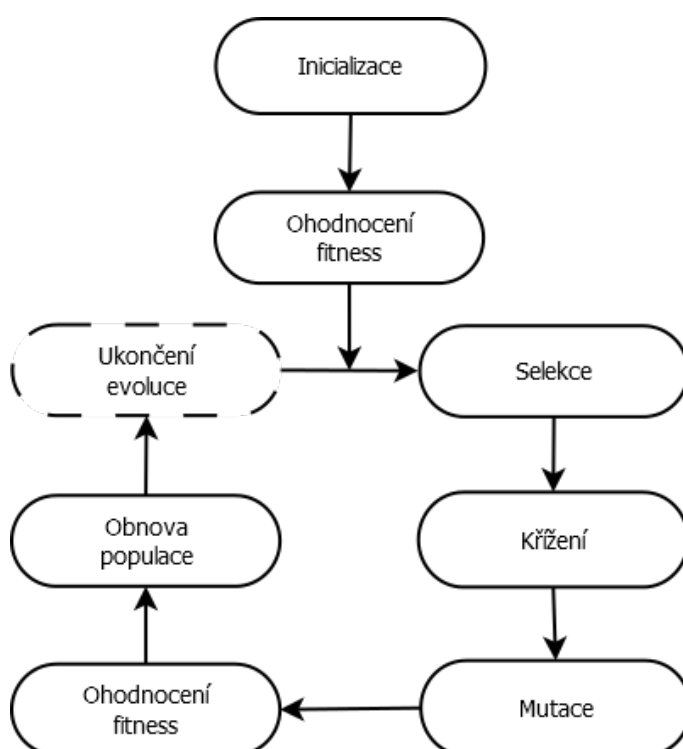 Inicializace
Ohodnocení
fitness
Ukončení
evoluce
Selekce
Obnova
populace
Křížení
Ohodnocení
fitness
Mutace